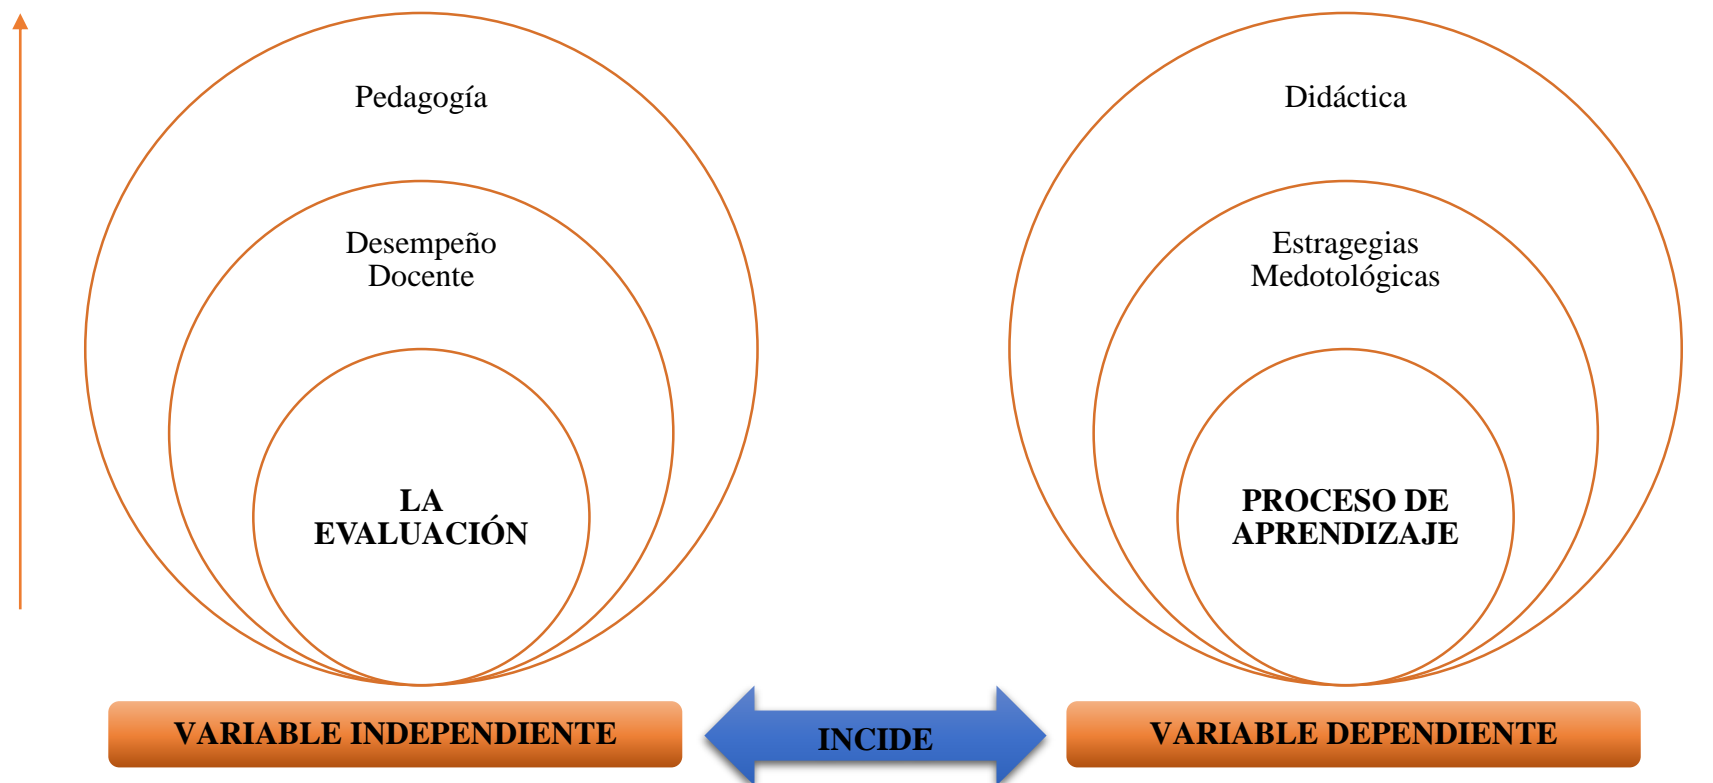 Pedagogía
Desempeño
Docente
LA
EVALUACIÓN
Didáctica
Estragegias
Medotológicas
PROCESO DE
APRENDIZAJE
VARIABLE INDEPENDIENTE
INCIDE
VARIABLE DEPENDIENTE